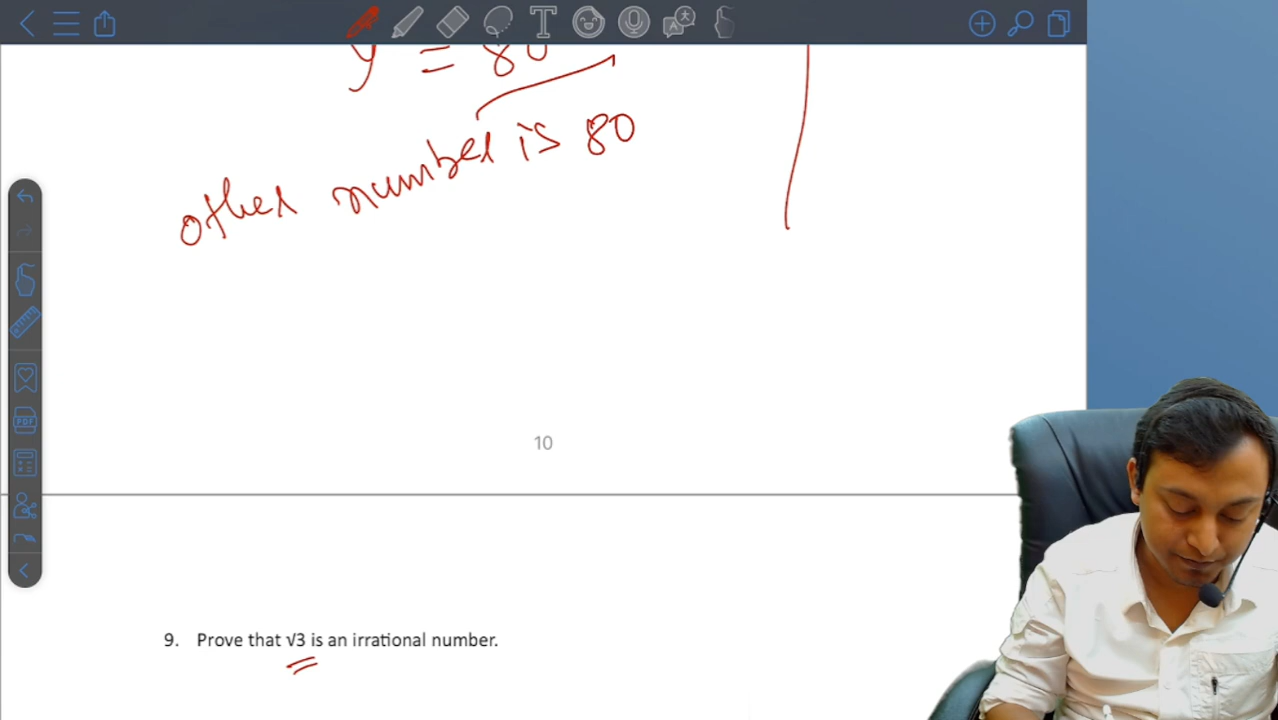 y = 80
other number is 80
10
9. Prove that √3 is an irrational number.